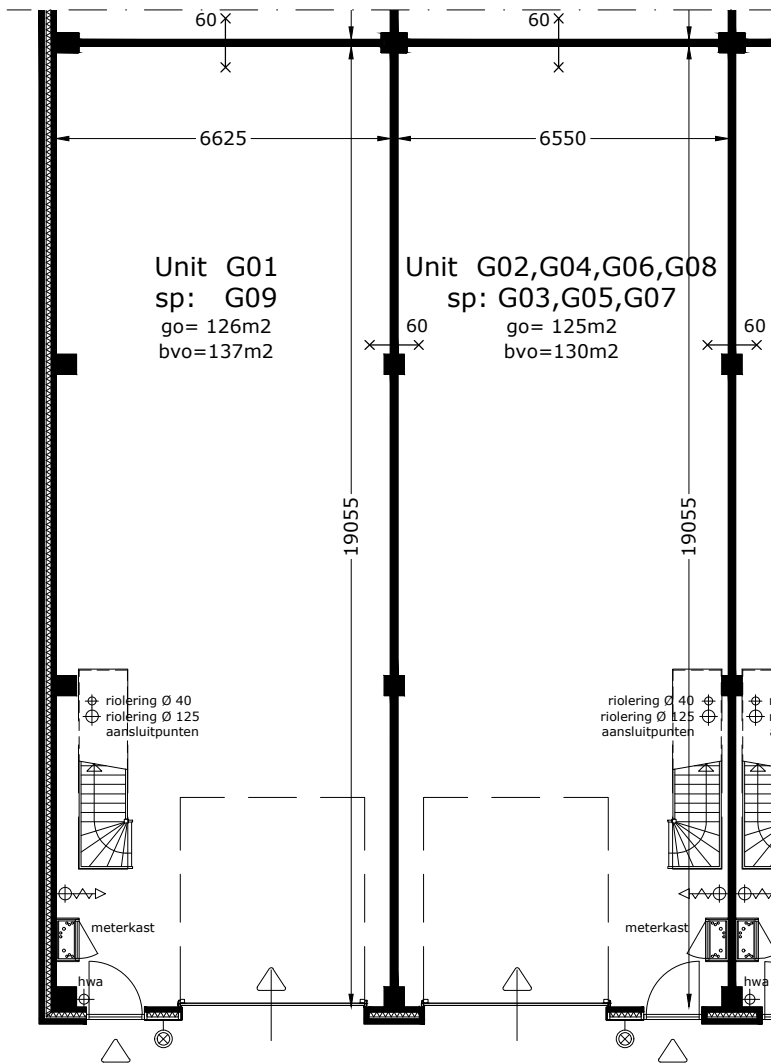 60
60
6625
6550
Unit G01
sp: G09
go= 126m2
bvo=137m2
Unit G02,G04,G06,G08
sp: G03,G05,G07
go= 125m2
bvo=130m2
60
60
19055
19055
riolering Ø 40
riolering Ø 125
aansluitpunten
riolering Ø 40
riolering Ø 125
aansluitpunten
meterkast
meterkast
hwa
hwa